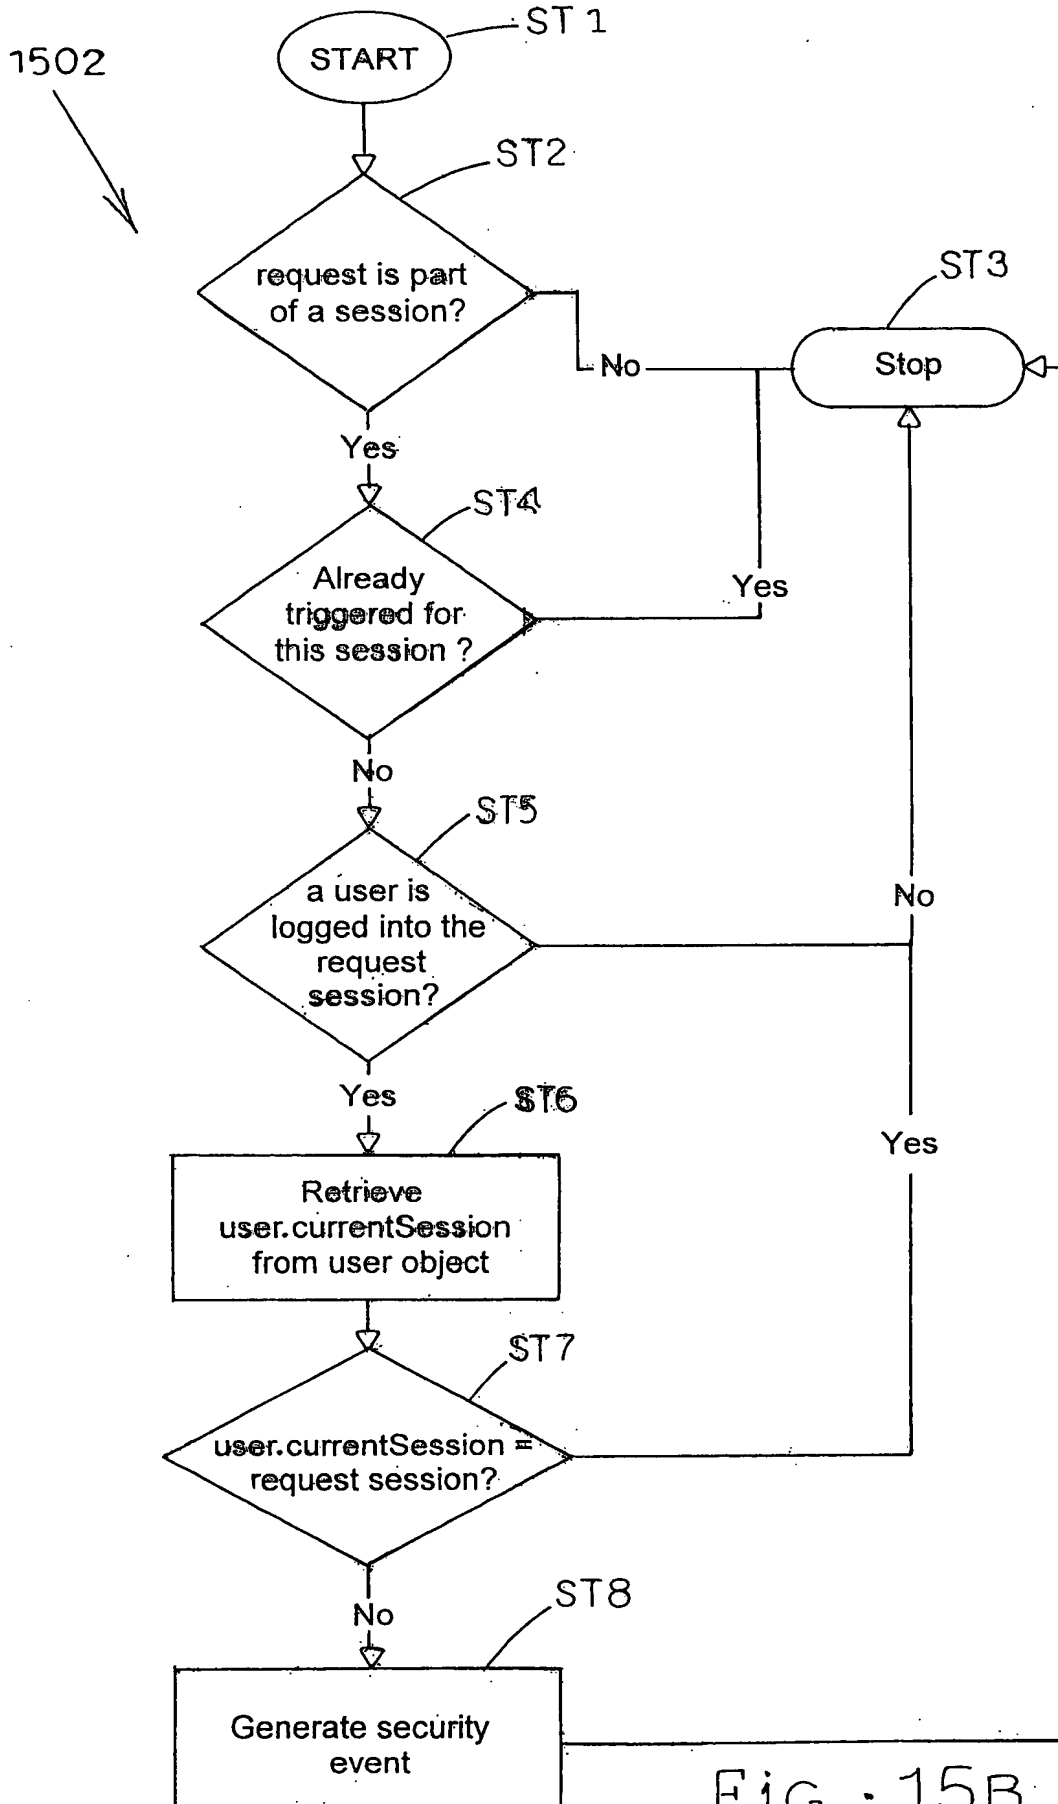 ST 1
START
1502
ST2
request is part
of a session?
ST3
Stop
No
Yes
ST4
Already
triggered for
this session ?
Yes
No
ST5
a user is
logged into the
request
session?
No
Yes
ST6
Yes
Retrieve
user.currentSession
from user object
ST7
user.currentSession =
request session?
No
ST8
Generate security
event
FiG. 15B